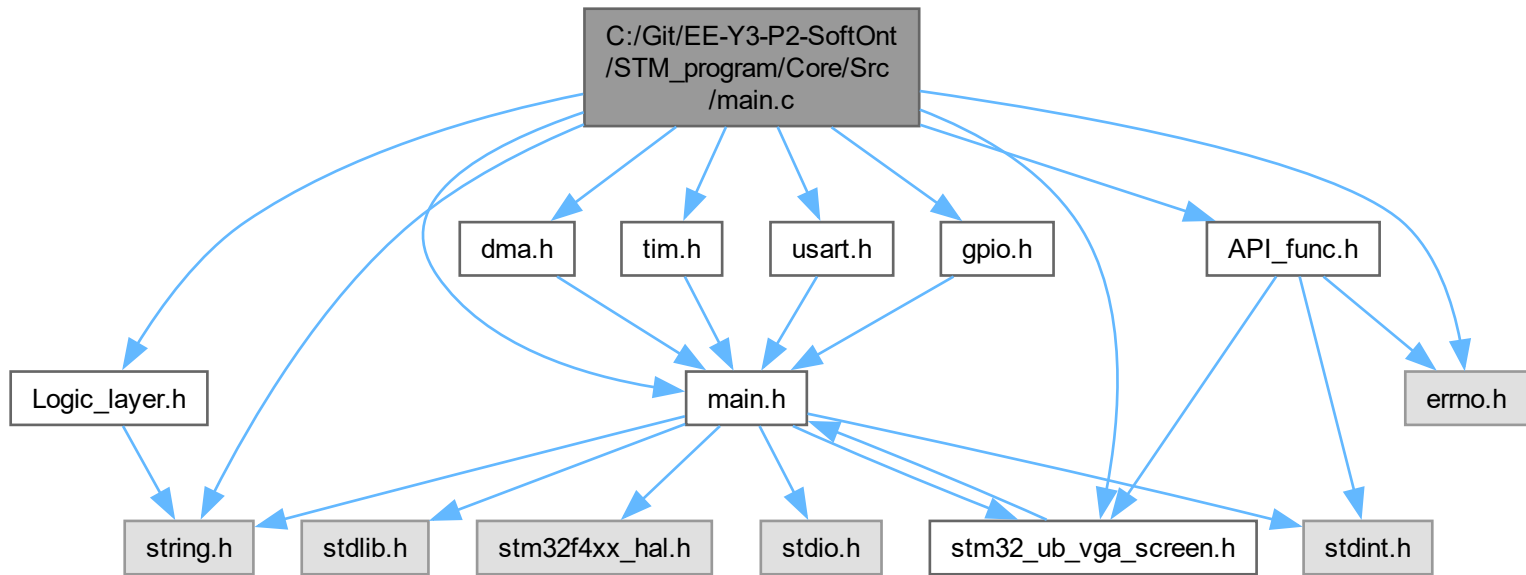 C:/Git/EE-Y3-P2-SoftOnt
/STM_program/Core/Src
/main.c
dma.h
tim.h
usart.h
gpio.h
API_func.h
Logic_layer.h
main.h
errno.h
string.h
stdlib.h
stm32f4xx_hal.h
stdio.h
stm32_ub_vga_screen.h
stdint.h